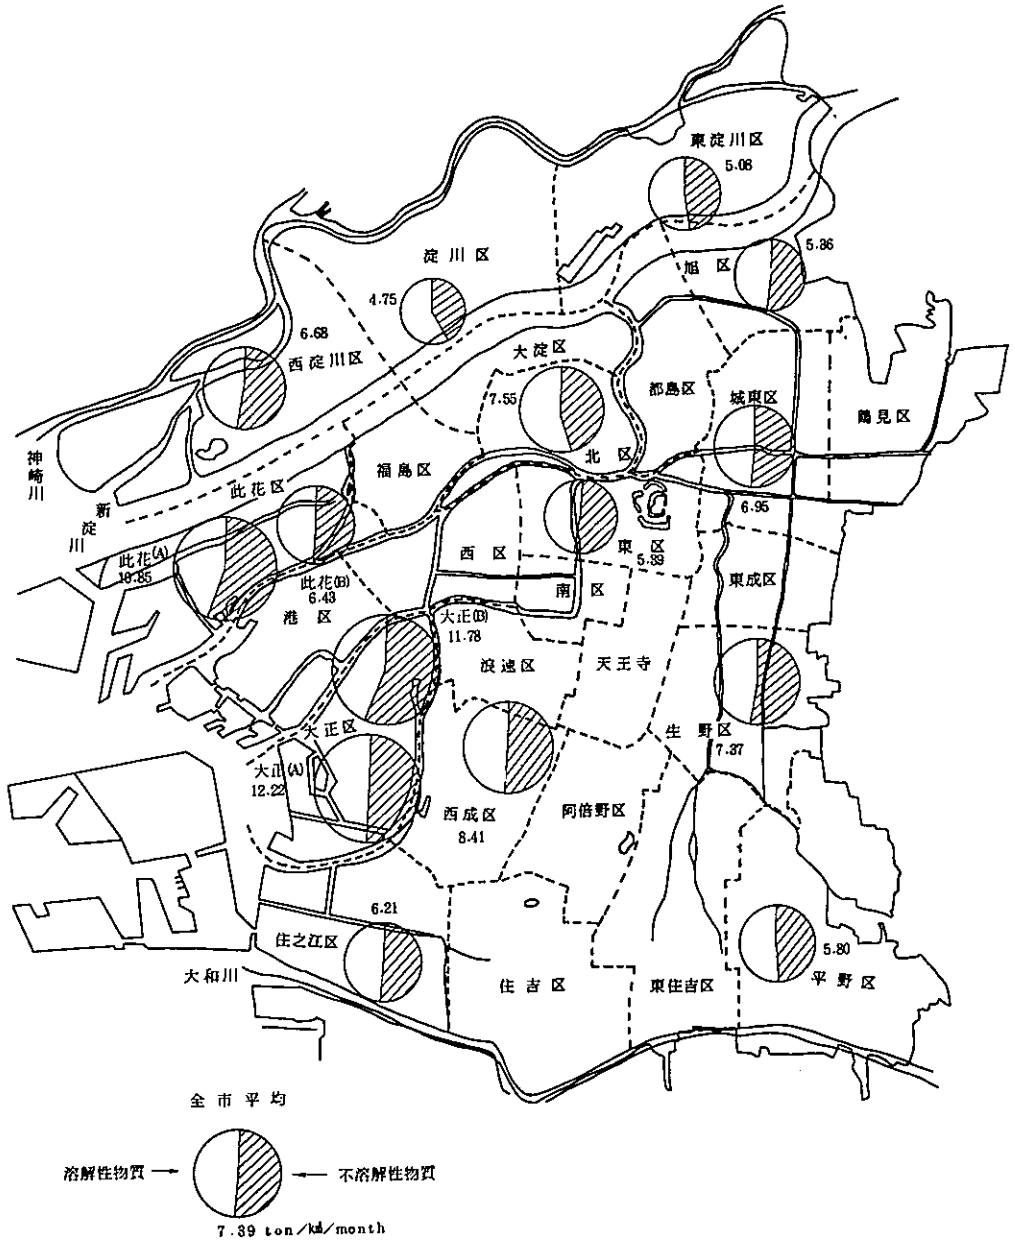 東淀川区
5.08
淀川区
旭区
5.36
4.75
6.68
西淀川区
大淀区
7.55
都島区
城東区
鶴見区
北区
福島区
神崎川
新淀川
此花区
6.95
西区
東区
5.39
此花(A)
10.85
此花(B)
6.43
港区
南区
東成区
大正(B)
11.78
浪速区
天王寺
大正区
生野区
7.37
大正(A)
12.22
西成区
8.41
阿倍野区
6.21
住之江区
大和川
住吉区
東住吉区
5.80
平野区
全市平均
溶解性物質
不溶解性物質
7.39 ton/k㎡/month